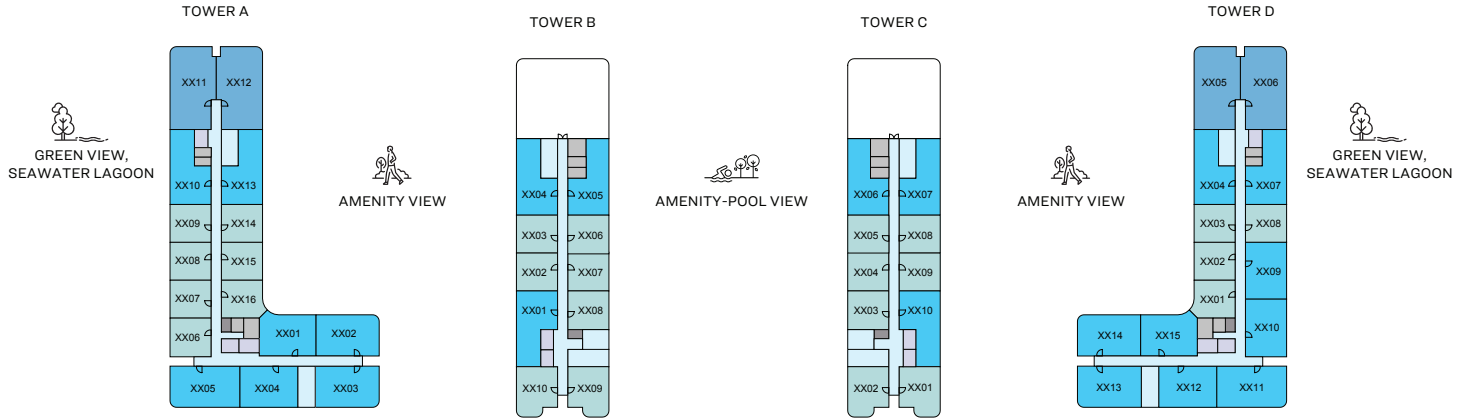 TOWER A
TOWER B
TOWER C
TOWER D
XX11 XX12
XX05 XX06
GREEN VIEW,
SEAWATER LAGOON
AMENITY VIEW
AMENITY-POOL VIEW
AMENITY VIEW
GREEN VIEW,
SEAWATER LAGOON
XX10 XX13
XX09 XX14
XX08 XX15
XX07 XX16
XX06
XX01 XX02
XX05 XX04 XX03
XX04 XX05
XX03 XX06
XX02 XX07
XX01 XX08
XX10 XX09
XX06 XX07
XX05 XX08
XX04 XX09
XX03 XX10
XX02 XX01
XX04 XX07
XX03 XX08
XX02 XX09
XX01
XX10
XX14 XX15
XX13 XX12 XX11